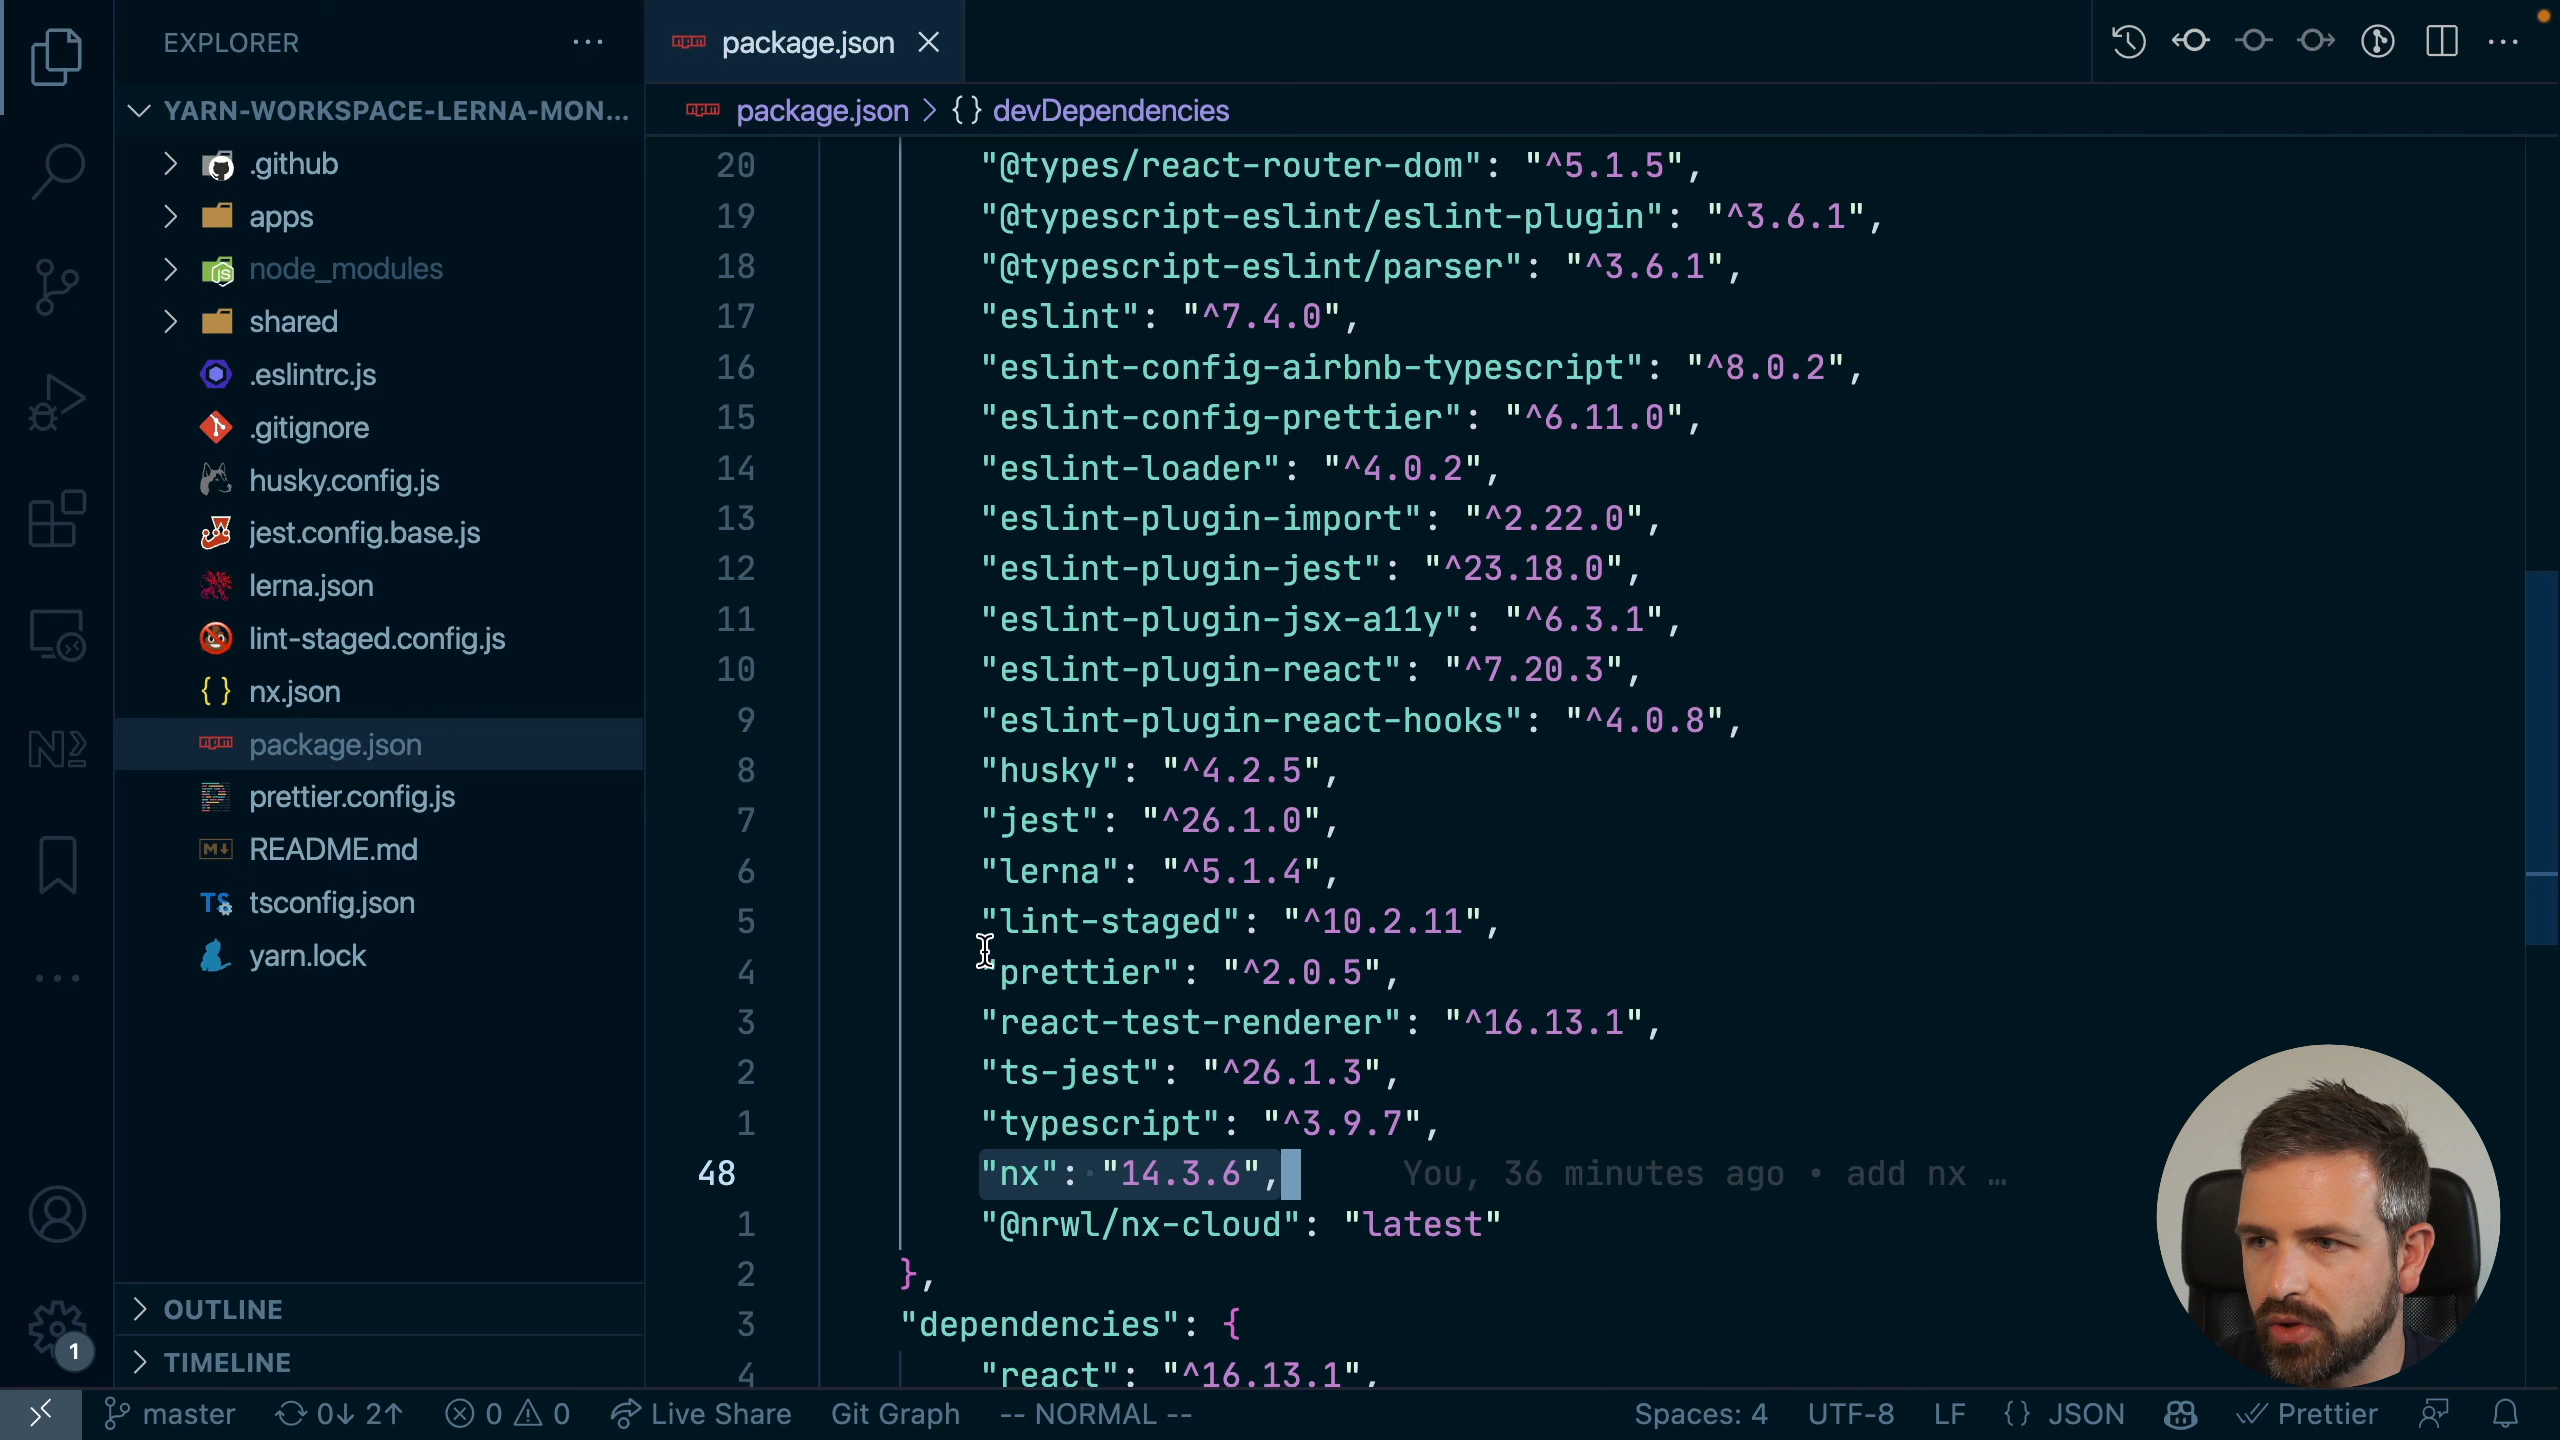 EXPLORER
YARN-WORKSPACE-LERNA-MON...
.github
apps
node_modules
shared
.eslintrc.js
.gitignore
husky.config.js
jest.config.base.js
lerna.json
lint-staged.config.js
nx.json
package.json
prettier.config.js
README.md
TS tsconfig.json
yarn.lock
OUTLINE
TIMELINE
1
package.json
package.json > {} devDependencies
20 "@types/react-router-dom": "^5.1.5",
19 "@typescript-eslint/eslint-plugin": "^3.6.1",
18 "@typescript-eslint/parser": "^3.6.1",
17 "eslint": "^7.4.0",
16 "eslint-config-airbnb-typescript": "^8.0.2",
15 "eslint-config-prettier": "^6.11.0",
14 "eslint-loader": "^4.0.2",
13 "eslint-plugin-import": "^2.22.0",
12 "eslint-plugin-jest": "^23.18.0",
11 "eslint-plugin-jsx-a11y": "^6.3.1",
10 "eslint-plugin-react": "^7.20.3",
9 "eslint-plugin-react-hooks": "^4.0.8",
8 "husky": "^4.2.5",
7 "jest": "^26.1.0",
6 "lerna": "^5.1.4",
5 "lint-staged": "^10.2.11",
4 "prettier": "^2.0.5",
3 "react-test-renderer": "^16.13.1",
2 "ts-jest": "^26.1.3",
1 "typescript": "^3.9.7",
48 "nx": "14.3.6", You, 36 minutes ago • add nx …
1 "@nrwl/nx-cloud": "latest"
2 },
3 "dependencies": {
4 "react": "^16.13.1",
master 0↓ 2↑ 0 0 Live Share Git Graph -- NORMAL -- Spaces: 4 UTF-8 LF {} JSON Prettier